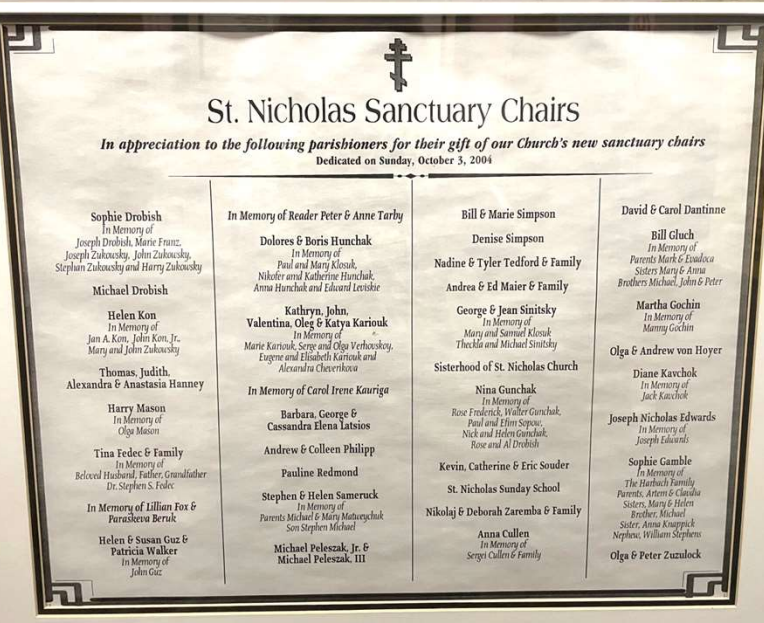 St. Nicholas Sanctuary Chairs
In appreciation to the following parishioners for their gift of our Church's new sanctuary chairs
Dedicated on Sunday, October 3, 2004
Sophie Drobish
In Memory of
Joseph Drobish, Marie Franz,
Joseph Zukowsky, John Zukowsky,
Stephan Zukowsky and Harry Zukowsky
Michael Drobish
Helen Kon
In Memory of
Jan A. Kon, John Kon, Jr.,
Mary and John Zukowsky
Thomas, Judith,
Alexandra & Anastasia Hanney
Harry Mason
In Memory of
Olga Mason
Tina Fedec & Family
In Memory of
Beloved Husband, Father, Grandfather
Dr. Stephen S. Fedec
In Memory of Lillian Fox &
Paraskeva Beruk
Helen & Susan Guz &
Patricia Walker
In Memory of
John Guz
In Memory of Reader Peter & Anne Tarby
Dolores & Boris Hunchak
In Memory of
Paul and Mary Klosuk,
Nikofer amd Katherine Hunchak,
Anna Hunchak and Edward Leviskie
Kathryn, John,
Valentina, Oleg & Katya Kariouk
In Memory of
Marie Kariouk, Serge and Olga Verhovskoy,
Eugene and Elisabeth Kariouk and
Alexandra Cheverikova
In Memory of Carol Irene Kauriga
Barbara, George &
Cassandra Elena Latsios
Andrew & Colleen Philipp
Pauline Redmond
Stephen & Helen Sameruck
In Memory of
Parents Michael & Mary Matweychuk
Son Stephen Michael
Michael Peleszak, Jr. &
Michael Peleszak, III
Bill & Marie Simpson
Denise Simpson
Nadine & Tyler Tedford & Family
Andrea & Ed Maier & Family
George & Jean Sinitsky
In Memory of
Mary and Samuel Klosuk
Theckla and Michael Sinitsky
Sisterhood of St. Nicholas Church
Nina Gunchak
In Memory of
Rose Frederick, Walter Gunchak,
Paul and Efim Sopow,
Nick and Helen Gunchak,
Rose and Al Drobish
Kevin, Catherine & Eric Souder
St. Nicholas Sunday School
Nikolaj & Deborah Zaremba & Family
Anna Cullen
In Memory of
Sergei Cullen & Family
David & Carol Dantinne
Bill Gluch
In Memory of
Parents Mark & Evadoca
Sisters Mary & Anna
Brothers Michael, John & Peter
Martha Gochin
In Memory of
Manny Gochin
Olga & Andrew von Hoyer
Diane Kavchok
In Memory of
Jack Kavchok
Joseph Nicholas Edwards
In Memory of
Joseph Edwards
Sophie Gamble
In Memory of
The Harbach Family
Parents, Artem & Clavdia
Sisters, Mary & Helen
Brother, Michael
Sister, Anna Knappick
Nephew, William Stephens
Olga & Peter Zuzulock